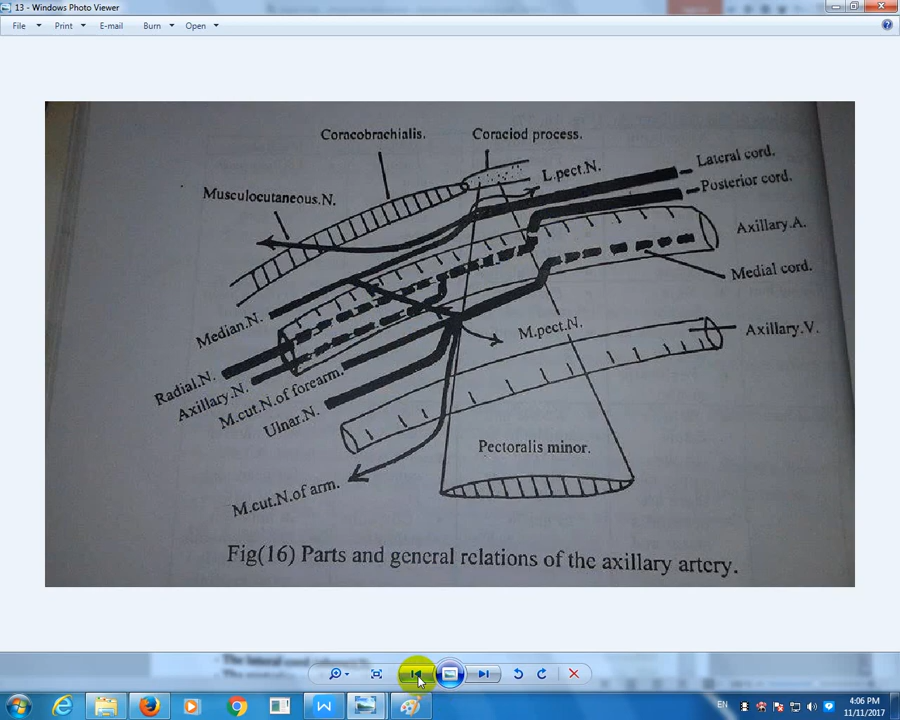 13 - Windows Photo Viewer
File Print E-mail Burn Open
Coracobrachialis.
Coraciod process.
Musculocutaneous.N.
L.pect.N.
Lateral cord.
Posterior cord.
Axillary.A.
Medial cord.
Median.N.
M.pect.N.
Axillary.V.
Radial.N.
Axillary.N.
M.cut.N.of forearm.
Ulnar.N.
Pectoralis minor.
M.cut.N.of arm.
Fig(16) Parts and general relations of the axillary artery.
EN
4:06 PM
11/11/2017